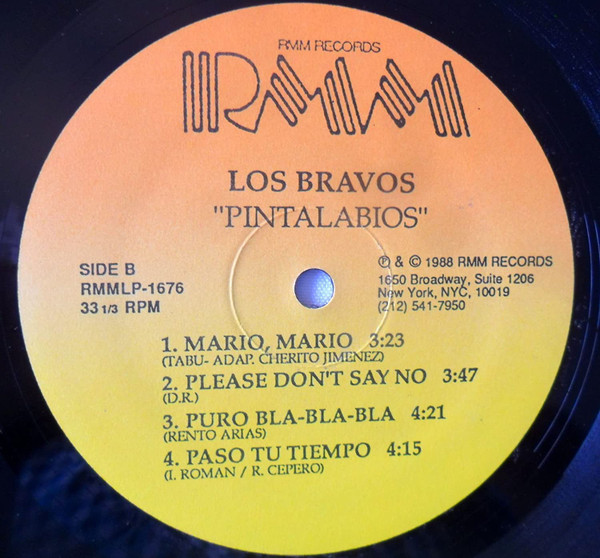 RMM RECORDS
RMM
LOS BRAVOS
"PINTALABIOS"
SIDE B
RMMLP-1676
33 1/3 RPM
℗ & © 1988 RMM RECORDS
1650 Broadway, Suite 1206
New York, NYC, 10019
(212) 541-7950
1. MARIO, MARIO 3:23
(TABU- ADAP. CHERITO JIMENEZ)
2. PLEASE DON'T SAY NO 3:47
(D.R.)
3. PURO BLA-BLA-BLA 4:21
(RENTO ARIAS)
4. PASO TU TIEMPO 4:15
(I. ROMAN / R. CEPERO)